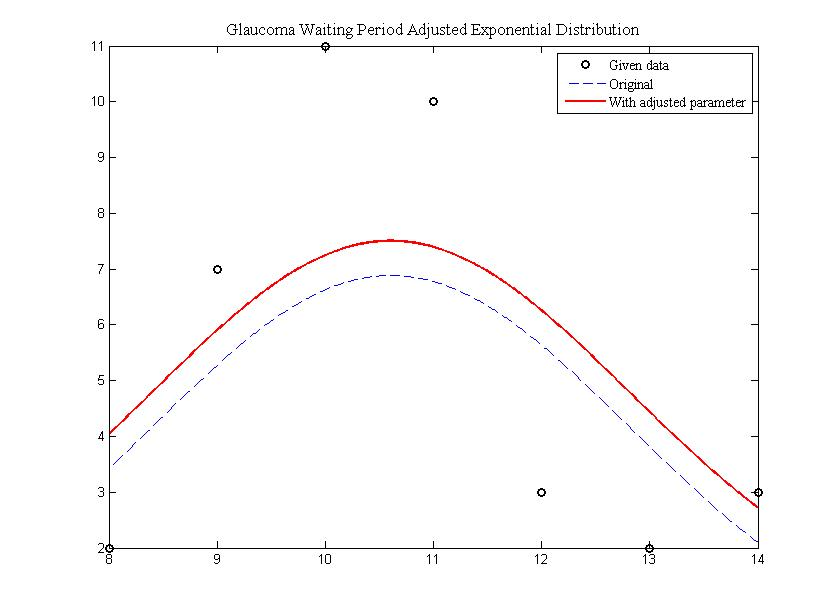 Glaucoma Waiting Period Adjusted Exponential Distribution
11
10
9
8
7
6
5
4
3
2
Given data
Original
With adjusted parameter
8 9 10 11 12 13 14